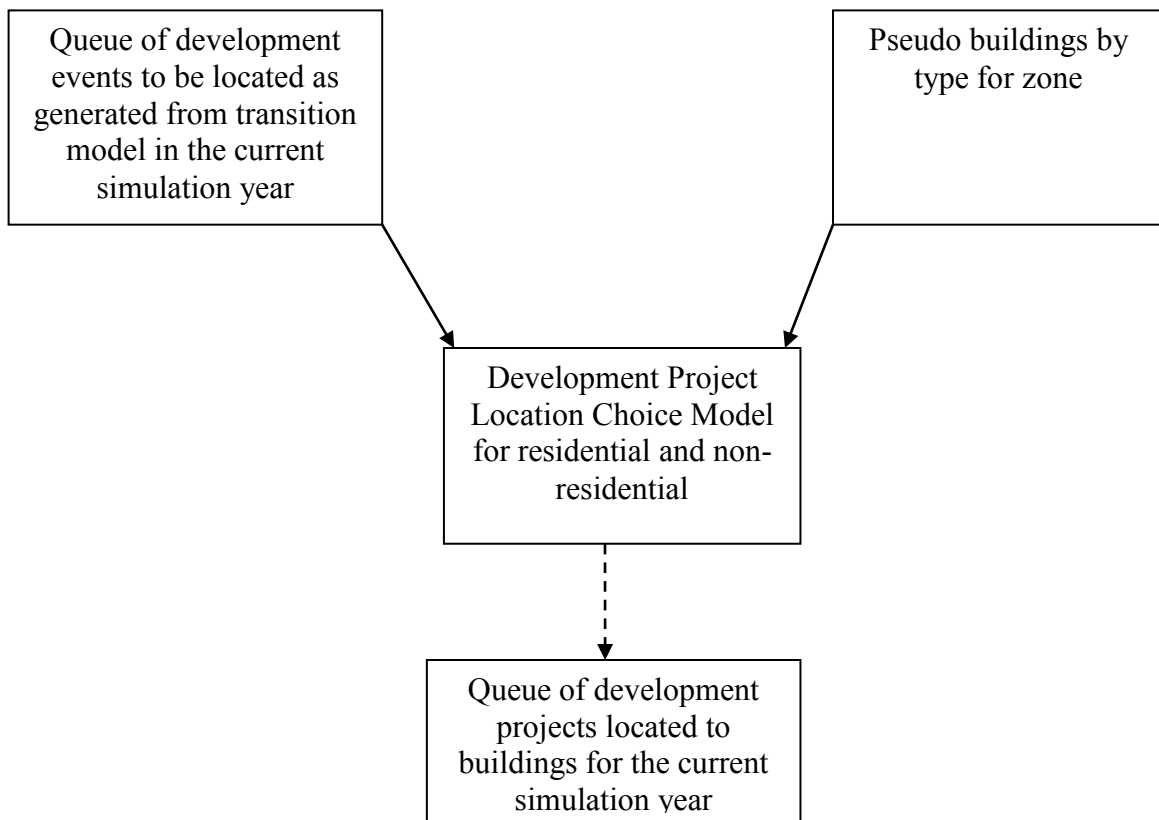 Queue of development
events to be located as
generated from transition
model in the current
simulation year
Pseudo buildings by
type for zone
Development Project
Location Choice Model
for residential and non-
residential
Queue of development
projects located to
buildings for the current
simulation year